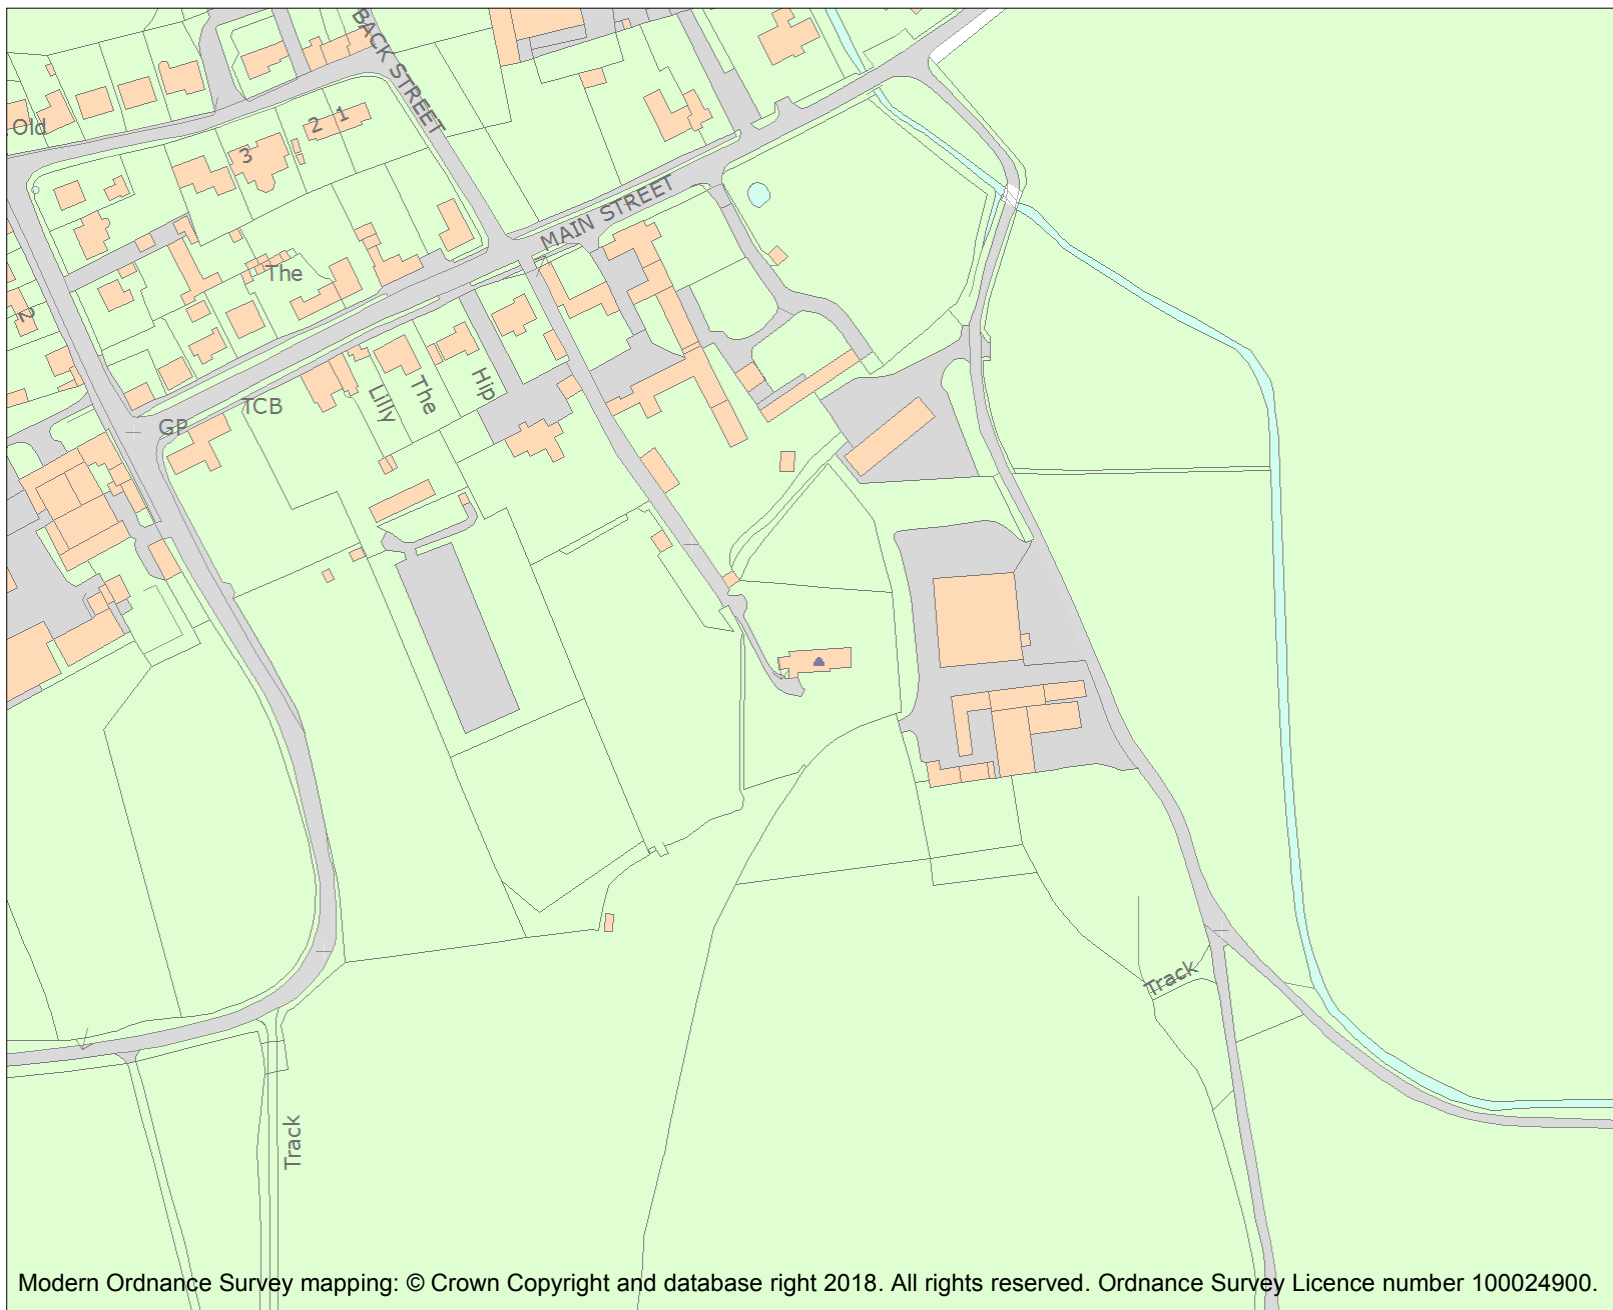 BACK STREET
Old
2 1
3
MAIN STREET
The
2
Hip
The
Lilly
TCB
GP
Track
Track
Modern Ordnance Survey mapping: © Crown Copyright and database right 2018. All rights reserved. Ordnance Survey Licence number 100024900.